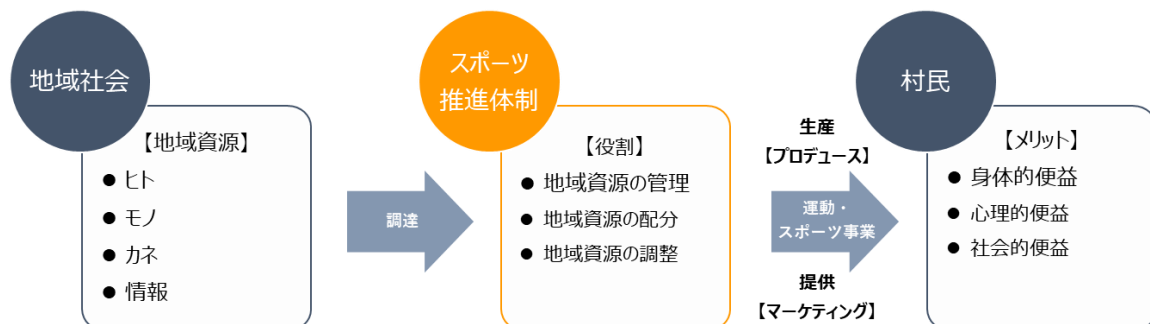 地域社会
【地域資源】
● ヒト
● モノ
● カネ
● 情報
調達
スポーツ
推進体制
【役割】
● 地域資源の管理
● 地域資源の配分
● 地域資源の調整
生産
【プロデュース】
運動・
スポーツ事業
提供
【マーケティング】
村民
【メリット】
● 身体的便益
● 心理的便益
● 社会的便益